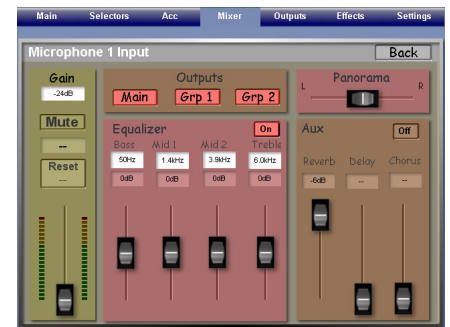 Main Selectors Acc Mixer Outputs Effects Settings
Microphone 1 Input Back
Gain
-24dB
Mute
--
Reset
--
Outputs
Main Grp 1 Grp 2
Panorama
L R
Equalizer On
Bass Mid 1 Mid 2 Treble
50Hz 1.4kHz 3.9kHz 6.0kHz
0dB 0dB 0dB 0dB
Aux Off
Reverb Delay Chorus
-6dB -- --